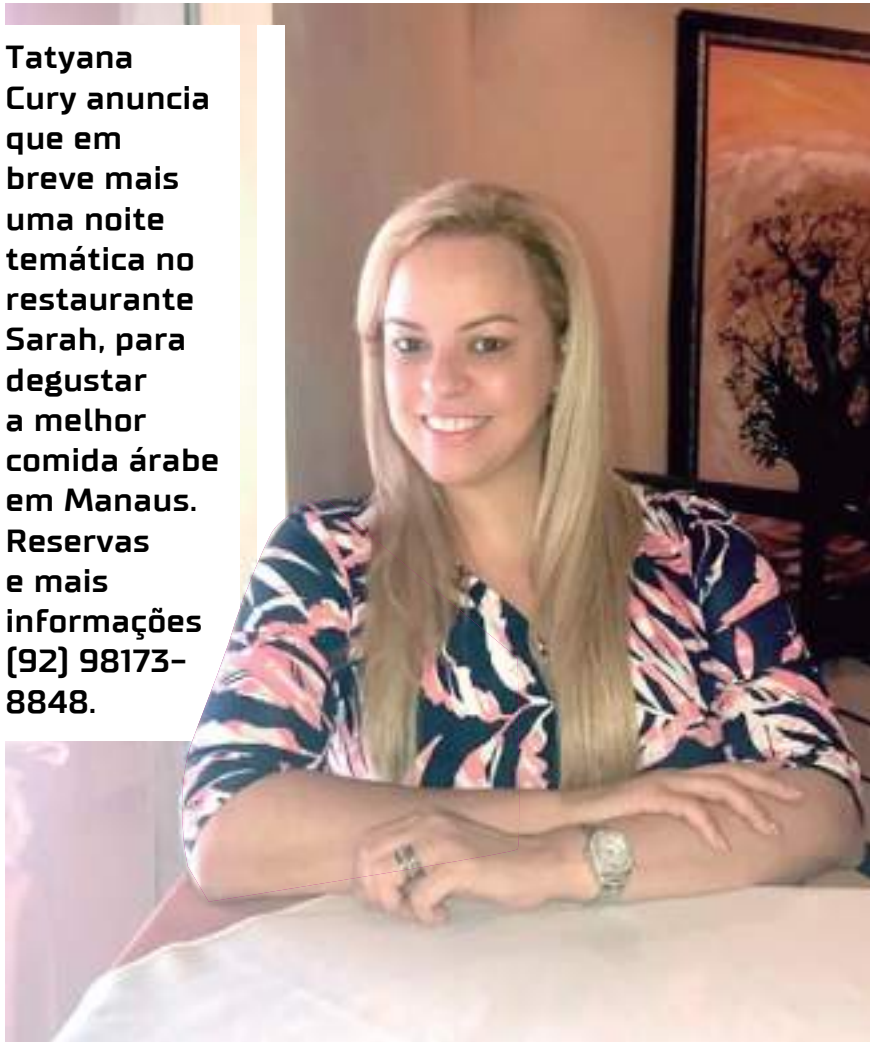 Tatyana
Cury anuncia
que em
breve mais
uma noite
temática no
restaurante
Sarah, para
degustar
a melhor
comida árabe
em Manaus.
Reservas
e mais
informações
(92) 98173-
8848.